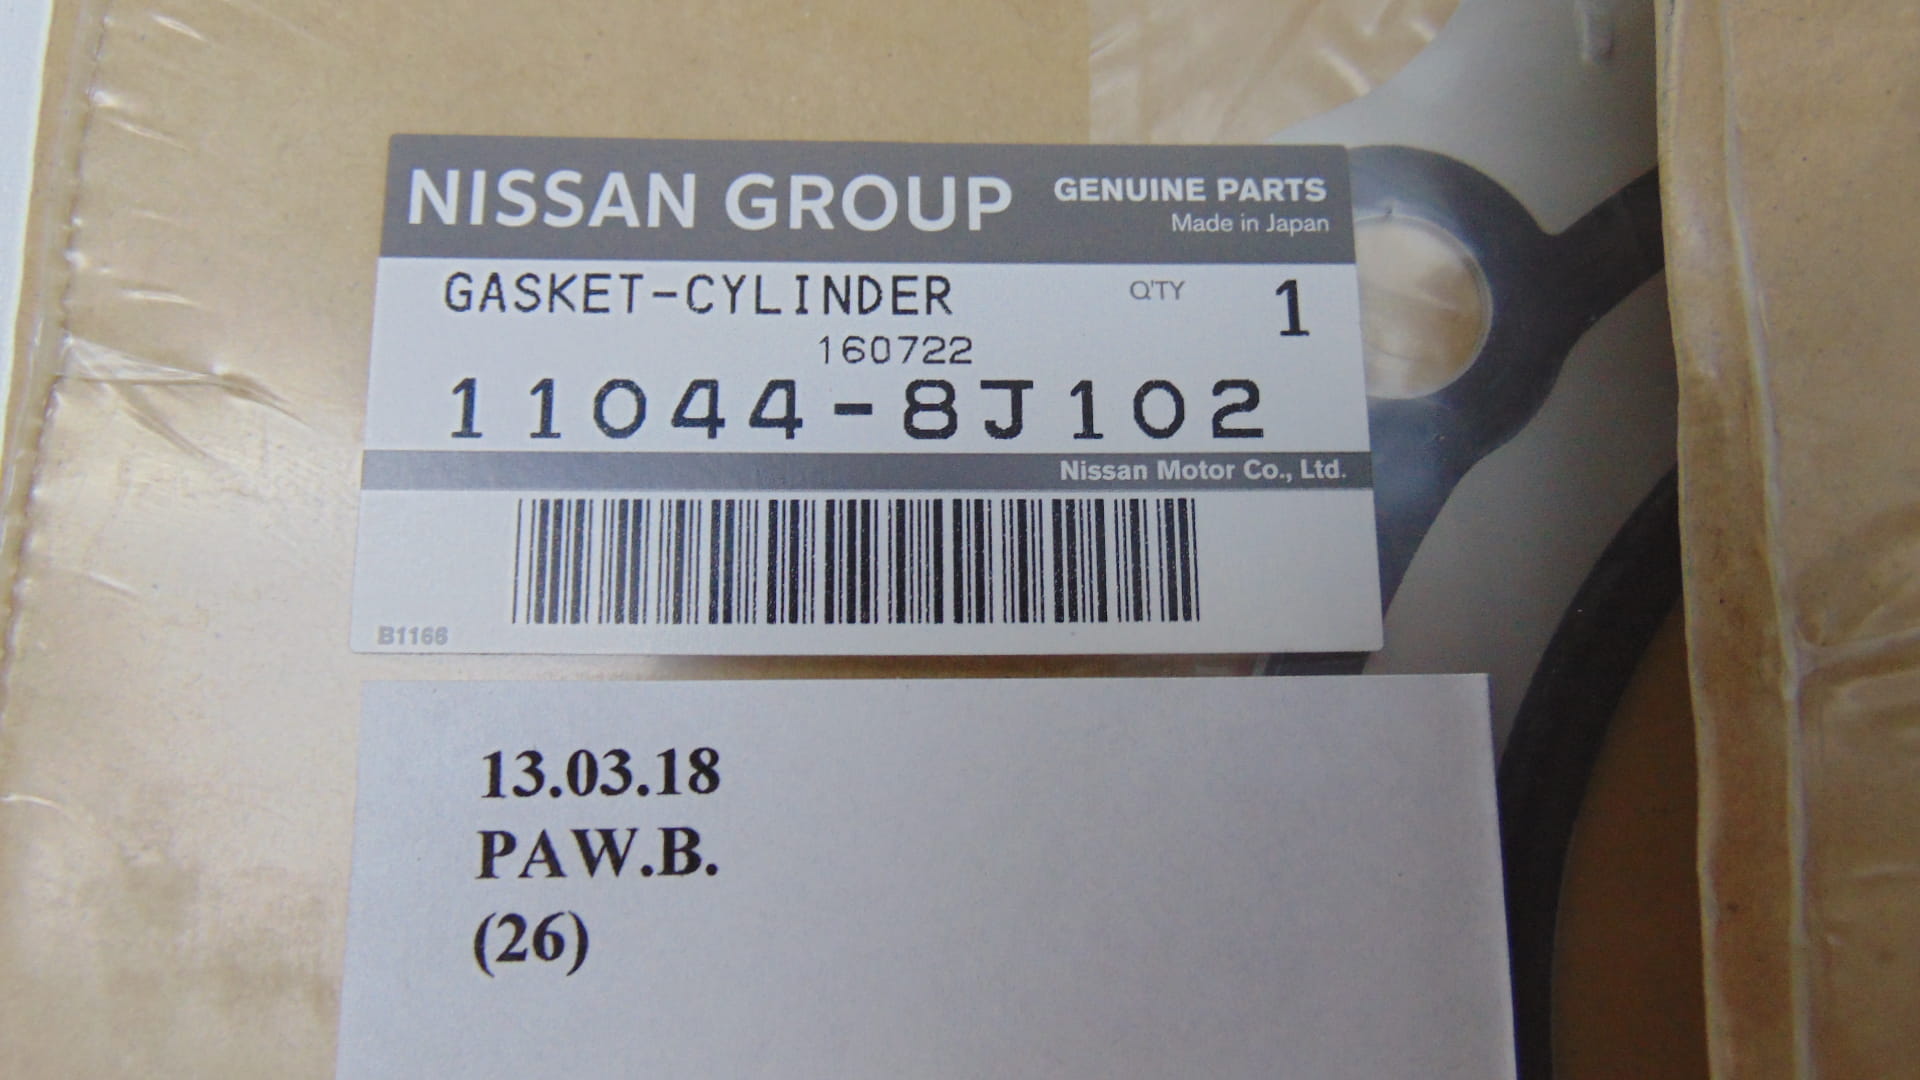 NISSAN GROUP GENUINE PARTS
Made in Japan
GASKET-CYLINDER Q'TY 1
160722
11044-8J102
Nissan Motor Co., Ltd.
B1166
13.03.18
PAW.B.
(26)